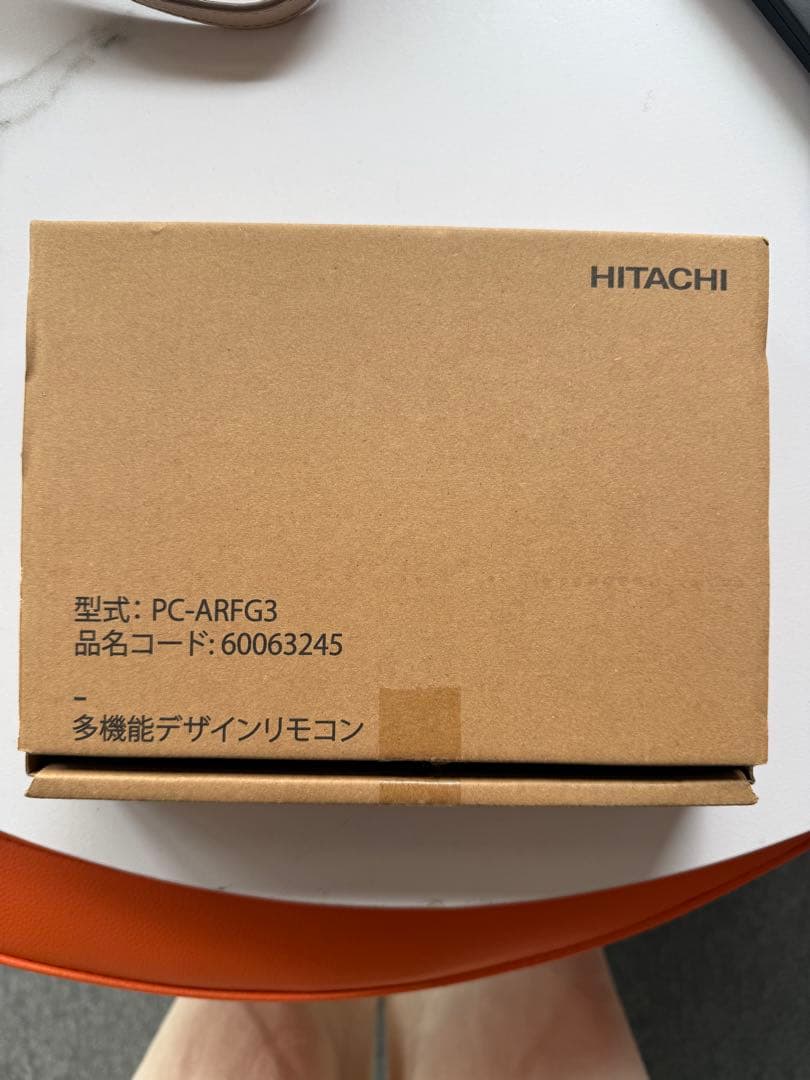 HITACHI
型式: PC-ARFG3
品名コード: 60063245
-
多機能デザインリモコン